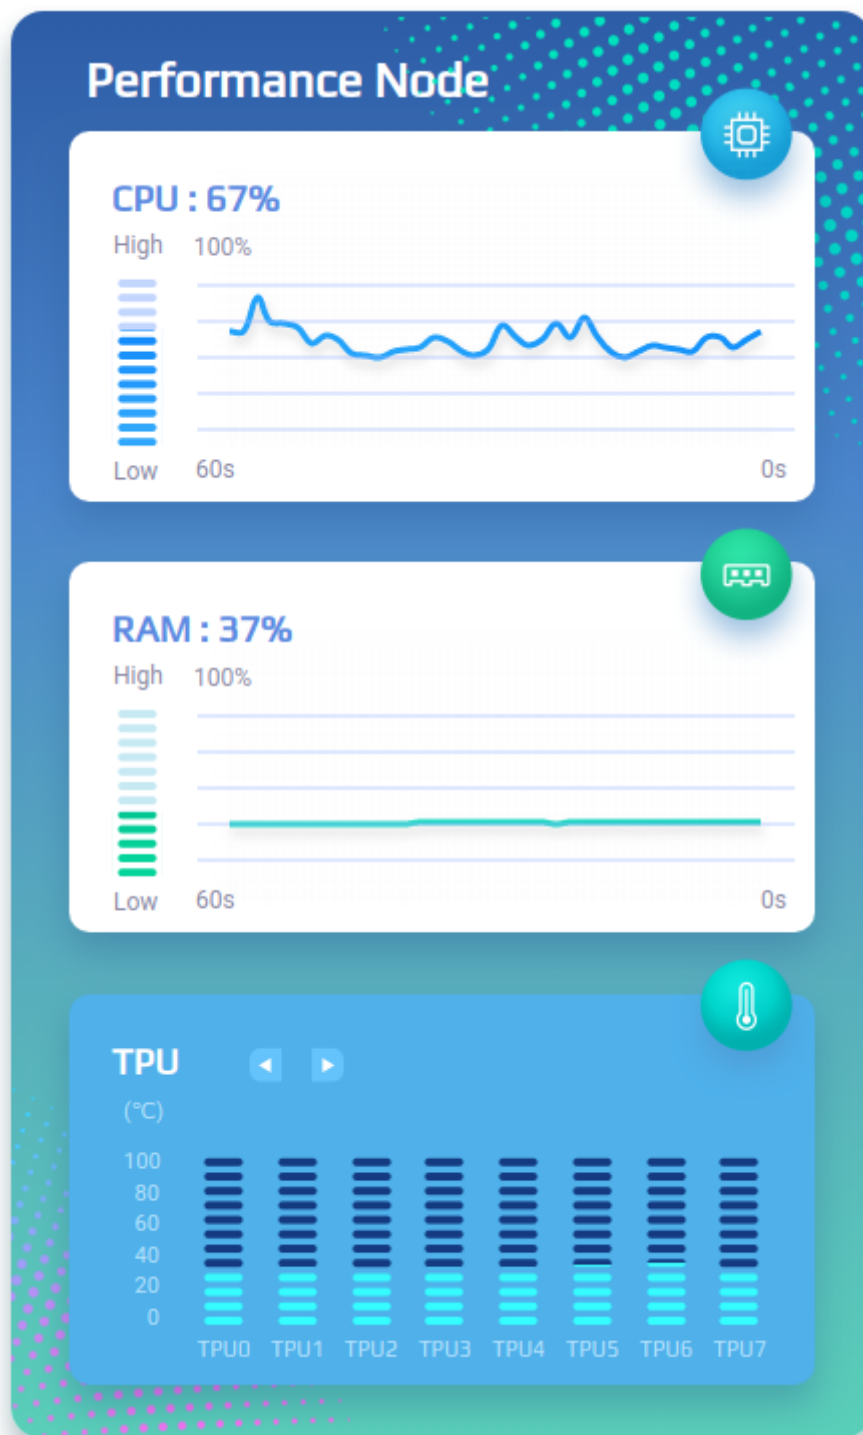 Performance Node
CPU : 67%
High 100%
Low 60s 0s
RAM : 37%
High 100%
Low 60s 0s
TPU
(°C)
100
80
60
40
20
0
TPU0 TPU1 TPU2 TPU3 TPU4 TPU5 TPU6 TPU7